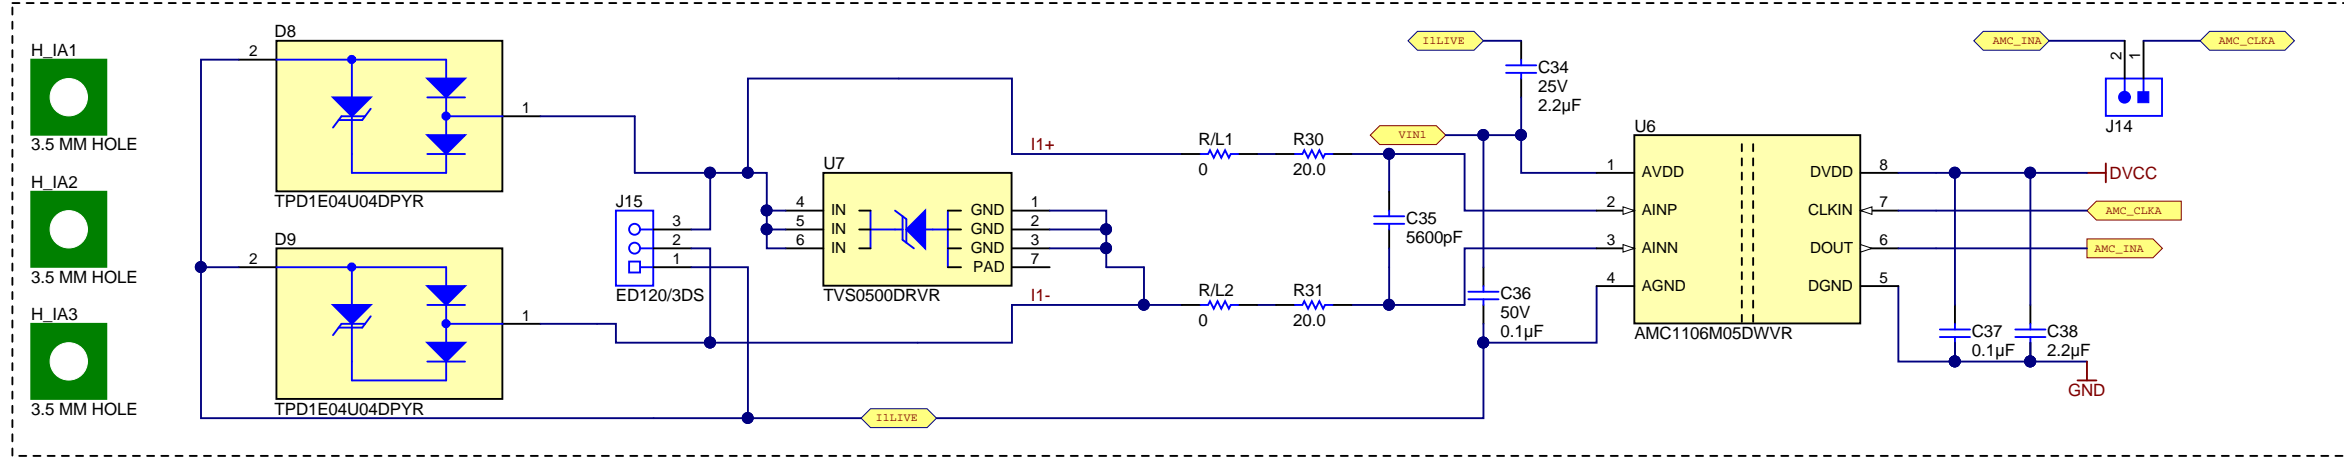 H_IA1
3.5 MM HOLE
H_IA2
3.5 MM HOLE
H_IA3
3.5 MM HOLE
D8
2
1
TPD1E04U04DPYR
D9
2
1
TPD1E04U04DPYR
J15
3
2
1
ED120/3DS
U7
4 IN GND 1
5 IN GND 2
6 IN GND 3
PAD 7
TVS0500DRVR
I1+
I1-
I1LIVE
R/L1
0
R30
20.0
R/L2
0
R31
20.0
C35
5600pF
I1LIVE
C34
25V
2.2µF
VIN1
C36
50V
0.1µF
U6
1 AVDD DVDD 8
2 AINP CLKIN 7
3 AINN DOUT 6
4 AGND DGND 5
AMC1106M05DWVR
AMC_INA
AMC_CLKA
2
1
J14
DVCC
AMC_CLKA
AMC_INA
C37
0.1µF
C38
2.2µF
GND